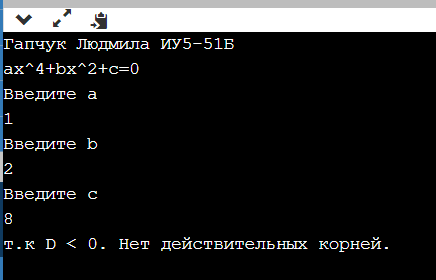 Гапчук Людмила ИУ5-51Б
ax^4+bx^2+c=0
Введите a
1
Введите b
2
Введите c
8
т.к D < 0. Нет действительных корней.